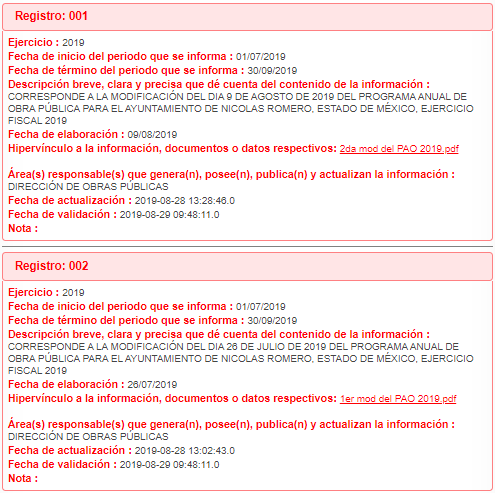 Registro: 001
Ejercicio : 2019
Fecha de inicio del periodo que se informa : 01/07/2019
Fecha de término del periodo que se informa : 30/09/2019
Descripción breve, clara y precisa que dé cuenta del contenido de la información :
CORRESPONDE A LA MODIFICACIÓN DEL DIA 9 DE AGOSTO DE 2019 DEL PROGRAMA ANUAL DE
OBRA PÚBLICA PARA EL AYUNTAMIENTO DE NICOLAS ROMERO, ESTADO DE MÉXICO, EJERCICIO
FISCAL 2019
Fecha de elaboración : 09/08/2019
Hipervínculo a la información, documentos o datos respectivos: 2da mod del PAO 2019.pdf
Área(s) responsable(s) que genera(n), posee(n), publica(n) y actualizan la información :
DIRECCIÓN DE OBRAS PÚBLICAS
Fecha de actualización : 2019-08-28 13:28:46.0
Fecha de validación : 2019-08-29 09:48:11.0
Nota :
Registro: 002
Ejercicio : 2019
Fecha de inicio del periodo que se informa : 01/07/2019
Fecha de término del periodo que se informa : 30/09/2019
Descripción breve, clara y precisa que dé cuenta del contenido de la información :
CORRESPONDE A LA MODIFICACIÓN DEL DIA 26 DE JULIO DE 2019 DEL PROGRAMA ANUAL DE
OBRA PÚBLICA PARA EL AYUNTAMIENTO DE NICOLAS ROMERO, ESTADO DE MÉXICO, EJERCICIO
FISCAL 2019
Fecha de elaboración : 26/07/2019
Hipervínculo a la información, documentos o datos respectivos: 1er mod del PAO 2019.pdf
Área(s) responsable(s) que genera(n), posee(n), publica(n) y actualizan la información :
DIRECCIÓN DE OBRAS PÚBLICAS
Fecha de actualización : 2019-08-28 13:02:43.0
Fecha de validación : 2019-08-29 09:48:11.0
Nota :